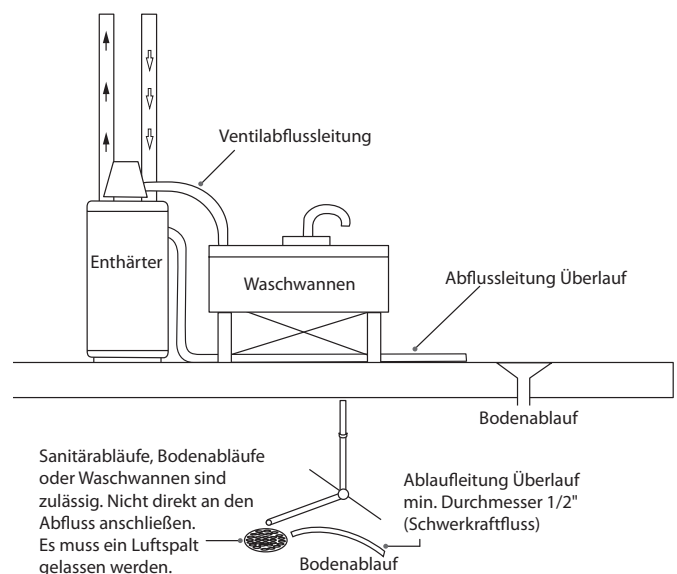 Ventilabflussleitung
Enthärter
Waschwannen
Abflussleitung Überlauf
Bodenablauf
Sanitärabläufe, Bodenabläufe
oder Waschwannen sind
zulässig. Nicht direkt an den
Abfluss anschließen.
Es muss ein Luftspalt
gelassen werden.
Ablaufleitung Überlauf
min. Durchmesser 1/2"
(Schwerkraftfluss)
Bodenablauf